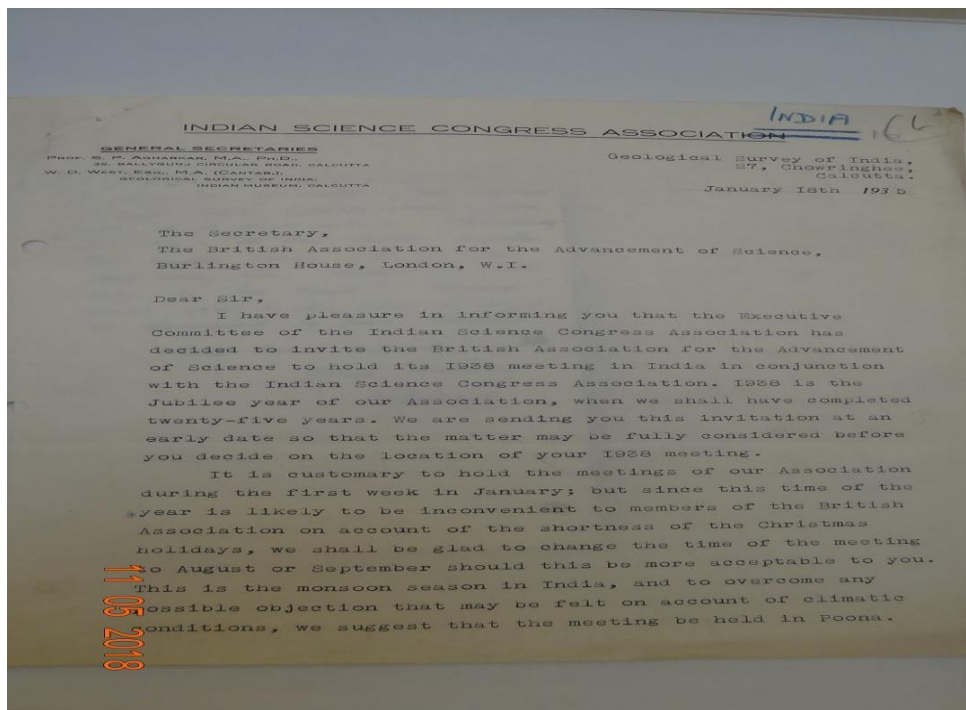 INDIA
16L
INDIAN SCIENCE CONGRESS ASSOCIATION
GENERAL SECRETARIES
PROF. S. P. AGHARKAR, M.A., PH.D.,
35, BALLYGUNJ CIRCULAR ROAD, CALCUTTA
W. D. WEST, ESQ., M.A. (CANTAB.),
GEOLOGICAL SURVEY OF INDIA,
INDIAN MUSEUM, CALCUTTA
Geological Survey of India,
27, Chowringhee,
Calcutta.
January I8th 1935
The Secretary,
The British Association for the Advancement of Science,
Burlington House, London, W.I.
Dear Sir,
I have pleasure in informing you that the Executive
Committee of the Indian Science Congress Association has
decided to invite the British Association for the Advancement
of Science to hold its I938 meeting in India in conjunction
with the Indian Science Congress Association. I938 is the
Jubilee year of our Association, when we shall have completed
twenty-five years. We are sending you this invitation at an
early date so that the matter may be fully considered before
you decide on the location of your I938 meeting.
It is customary to hold the meetings of our Association
during the first week in January; but since this time of the
year is likely to be inconvenient to members of the British
Association on account of the shortness of the Christmas
holidays, we shall be glad to change the time of the meeting
to August or September should this be more acceptable to you.
This is the monsoon season in India, and to overcome any
possible objection that may be felt on account of climatic
conditions, we suggest that the meeting be held in Poona.
11 05 2018